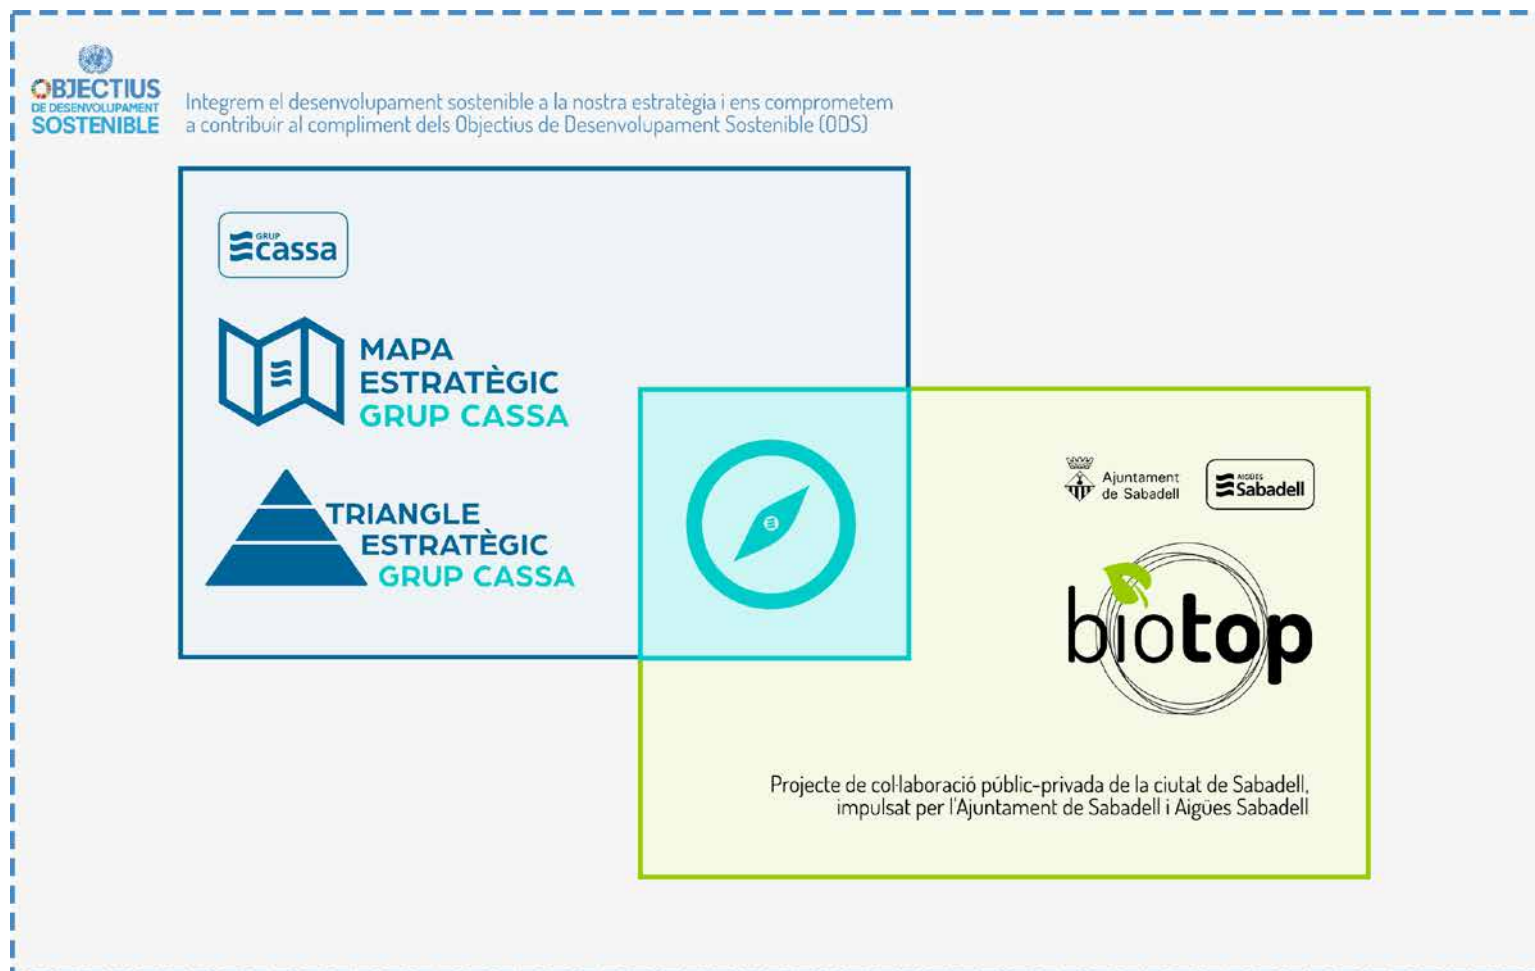 OBJECTIUS
DE DESENVOLUPAMENT
SOSTENIBLE
Integrem el desenvolupament sostenible a la nostra estratègia i ens comprometem
a contribuir al compliment dels Objectius de Desenvolupament Sostenible (ODS)
GRUP
cassa
MAPA
ESTRATÈGIC
GRUP CASSA
TRIANGLE
ESTRATÈGIC
GRUP CASSA
Ajuntament
de Sabadell
AIGÜES
Sabadell
biotop
Projecte de col·laboració públic-privada de la ciutat de Sabadell,
impulsat per l'Ajuntament de Sabadell i Aigües Sabadell